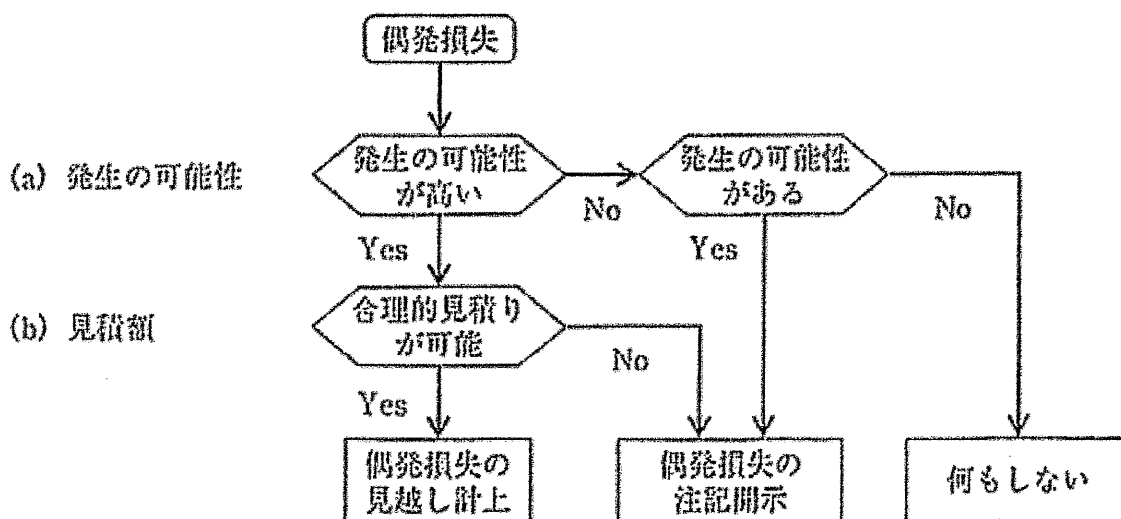 偶発損失
(a) 発生の可能性
発生の可能性
が高い
No
発生の可能性
がある
No
Yes
Yes
(b) 見積額
合理的見積り
が可能
No
Yes
偶発損失の
見越し計上
偶発損失の
注記開示
何もしない